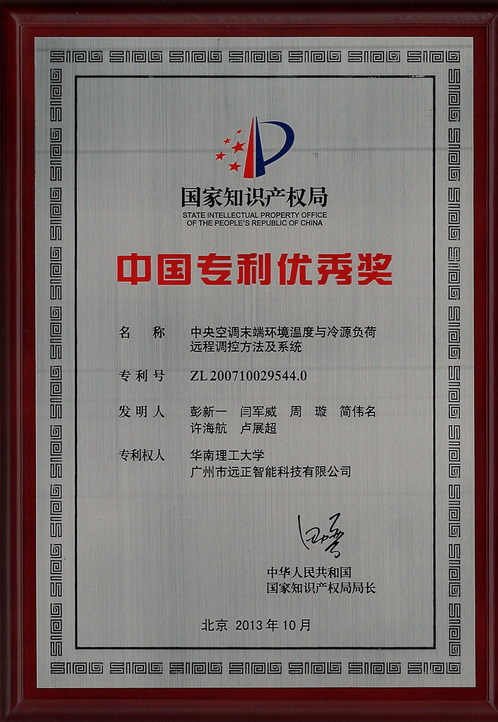 国家知识产权局
STATE INTELLECTUAL PROPERTY OFFICE
OF THE PEOPLE'S REPUBLIC OF CHINA
中国专利优秀奖
名 称 中央空调末端环境温度与冷源负荷
远程调控方法及系统
专 利 号 ZL 200710029544.0
发 明 人 彭新一 闫军威 周 璇 简伟名
许海航 卢展超
专利权人 华南理工大学
广州市远正智能科技有限公司
中华人民共和国
国家知识产权局局长
北京 2013 年 10 月